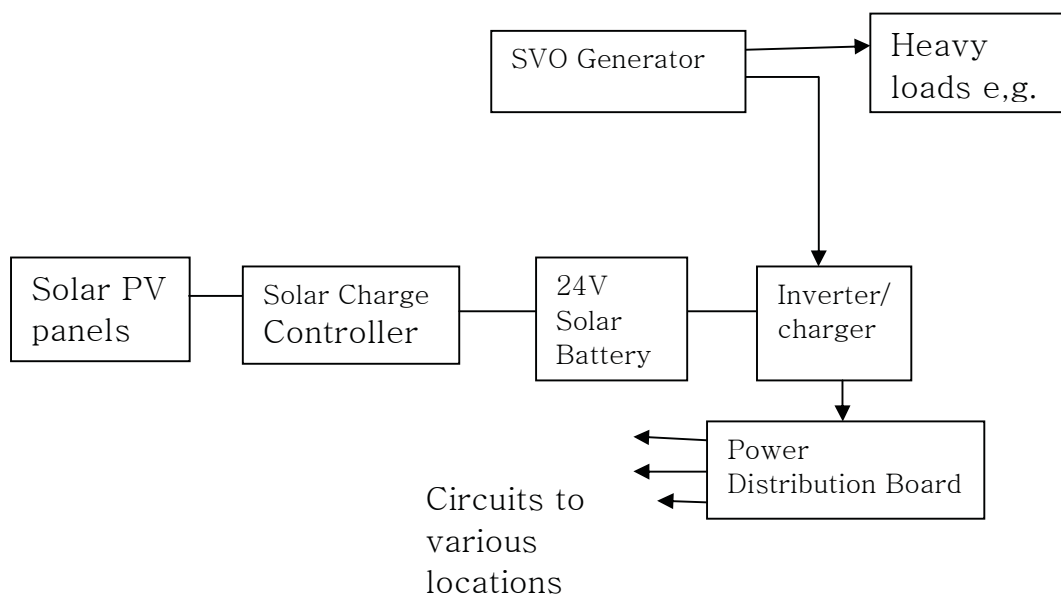 SVO Generator
Heavy
loads e,g.
Solar PV
panels
Solar Charge
Controller
24V
Solar
Battery
Inverter/
charger
Power
Distribution Board
Circuits to
various
locations